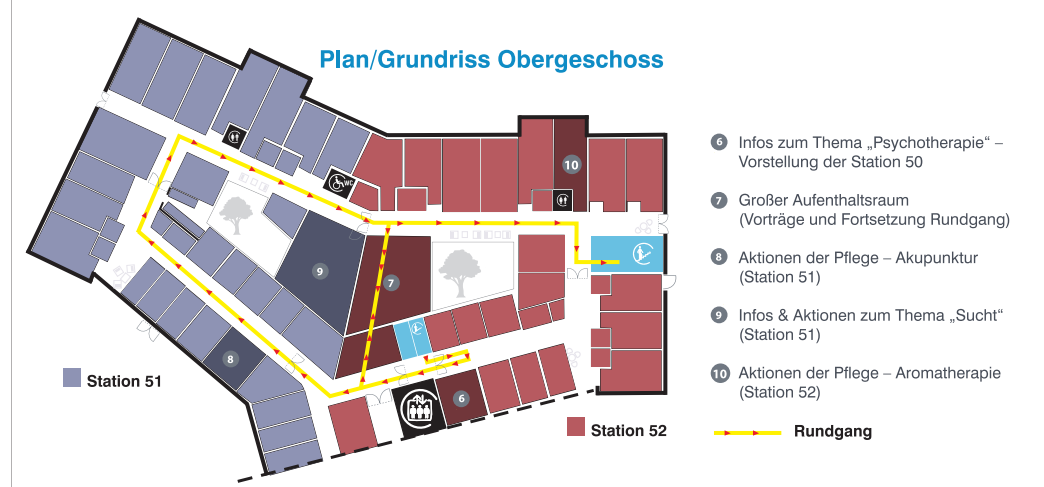 Plan/Grundriss Obergeschoss
WC
10
9
7
8
6
Station 51
Station 52
6 Infos zum Thema „Psychotherapie“ –
Vorstellung der Station 50
7 Großer Aufenthaltsraum
(Vorträge und Fortsetzung Rundgang)
8 Aktionen der Pflege – Akupunktur
(Station 51)
9 Infos & Aktionen zum Thema „Sucht“
(Station 51)
10 Aktionen der Pflege – Aromatherapie
(Station 52)
Rundgang